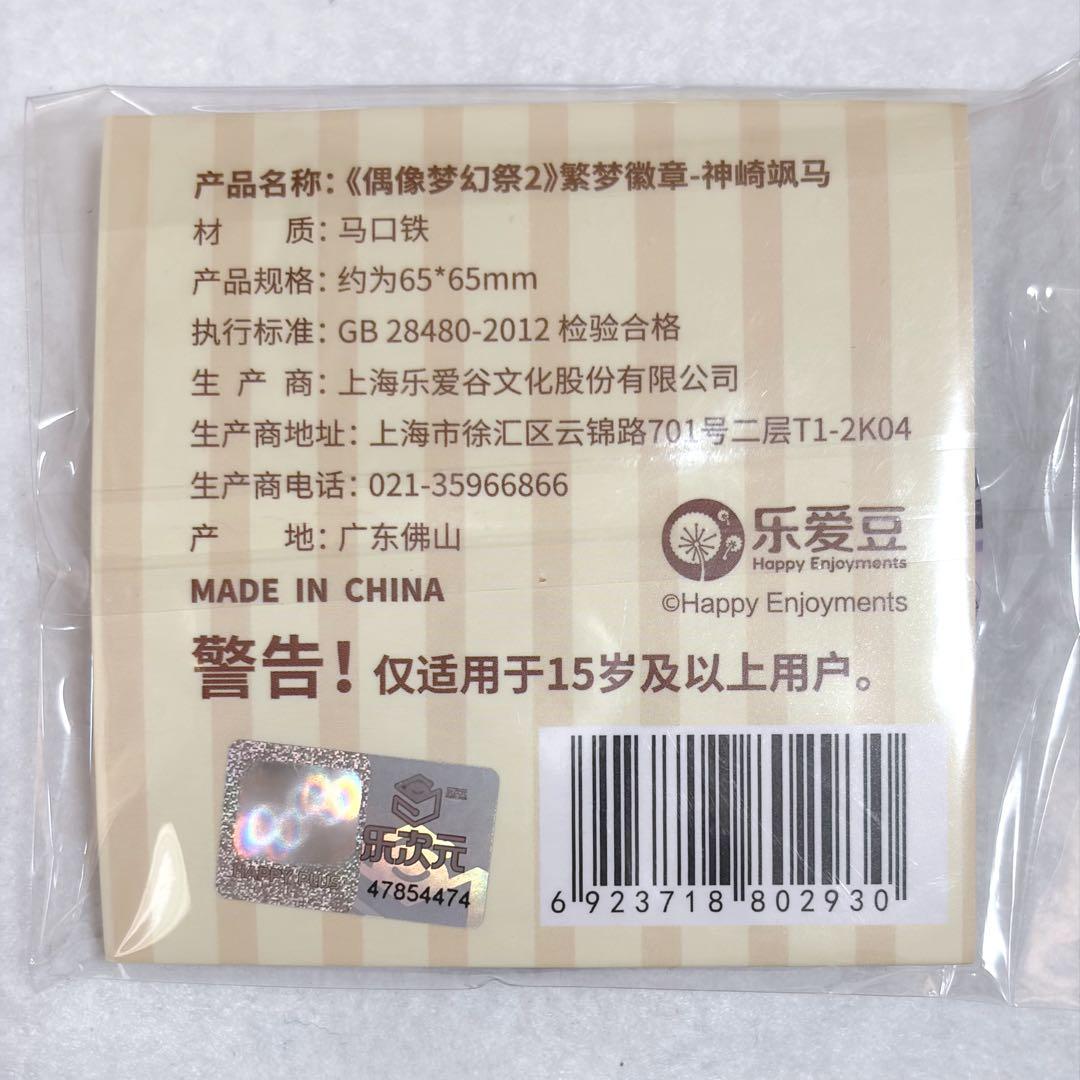 产品名称：《偶像梦幻祭2》繁梦徽章-神崎飒马
材 质：马口铁
产品规格：约为65*65mm
执行标准：GB 28480-2012 检验合格
生 产 商：上海乐爱谷文化股份有限公司
生产商地址：上海市徐汇区云锦路701号二层T1-2K04
生产商电话：021-35966866
产 地：广东佛山
MADE IN CHINA
乐爱豆
Happy Enjoyments
©Happy Enjoyments
警告！仅适用于15岁及以上用户。
HAPPY PLUS
乐次元
47854474
6 923718 802930